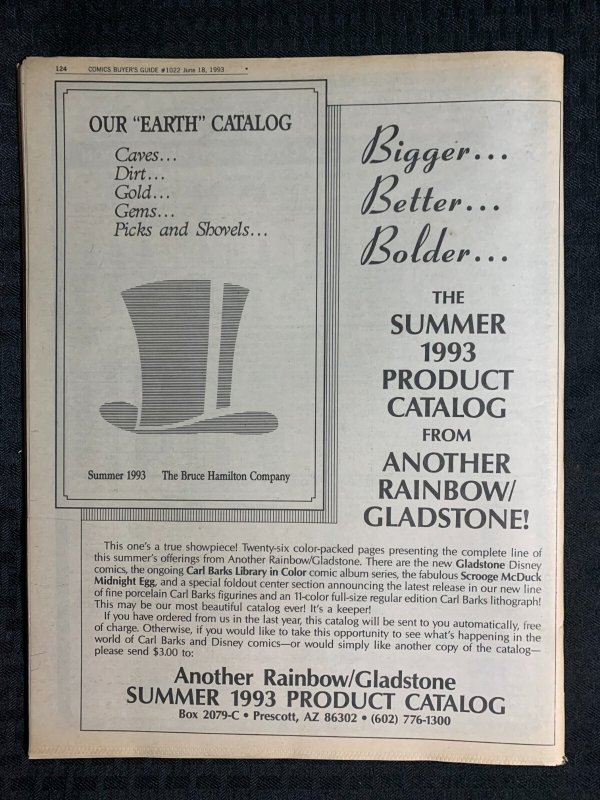 124 COMICS BUYER'S GUIDE #1022 June 18, 1993
OUR "EARTH" CATALOG
Caves...
Dirt...
Gold...
Gems...
Picks and Shovels...
Summer 1993 The Bruce Hamilton Company
Bigger...
Better...
Bolder...
THE
SUMMER
1993
PRODUCT
CATALOG
FROM
ANOTHER
RAINBOW/
GLADSTONE!
This one's a true showpiece! Twenty-six color-packed pages presenting the complete line of
this summer's offerings from Another Rainbow/Gladstone. There are the new Gladstone Disney
comics, the ongoing Carl Barks Library in Color comic album series, the fabulous Scrooge McDuck
Midnight Egg, and a special foldout center section announcing the latest release in our new line
of fine porcelain Carl Barks figurines and an 11-color full-size regular edition Carl Barks lithograph!
This may be our most beautiful catalog ever! It's a keeper!
If you have ordered from us in the last year, this catalog will be sent to you automatically, free
of charge. Otherwise, if you would like to take this opportunity to see what's happening in the
world of Carl Barks and Disney comics—or would simply like another copy of the catalog—
please send $3.00 to:
Another Rainbow/Gladstone
SUMMER 1993 PRODUCT CATALOG
Box 2079-C • Prescott, AZ 86302 • (602) 776-1300